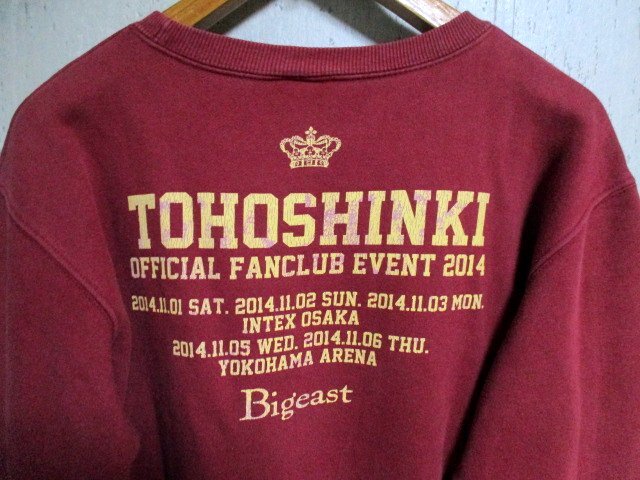 TOHOSHINKI
OFFICIAL FANCLUB EVENT 2014
2014.11.01 SAT. 2014.11.02 SUN. 2014.11.03 MON.
INTEX OSAKA
2014.11.05 WED. 2014.11.06 THU.
YOKOHAMA ARENA
Bigeast